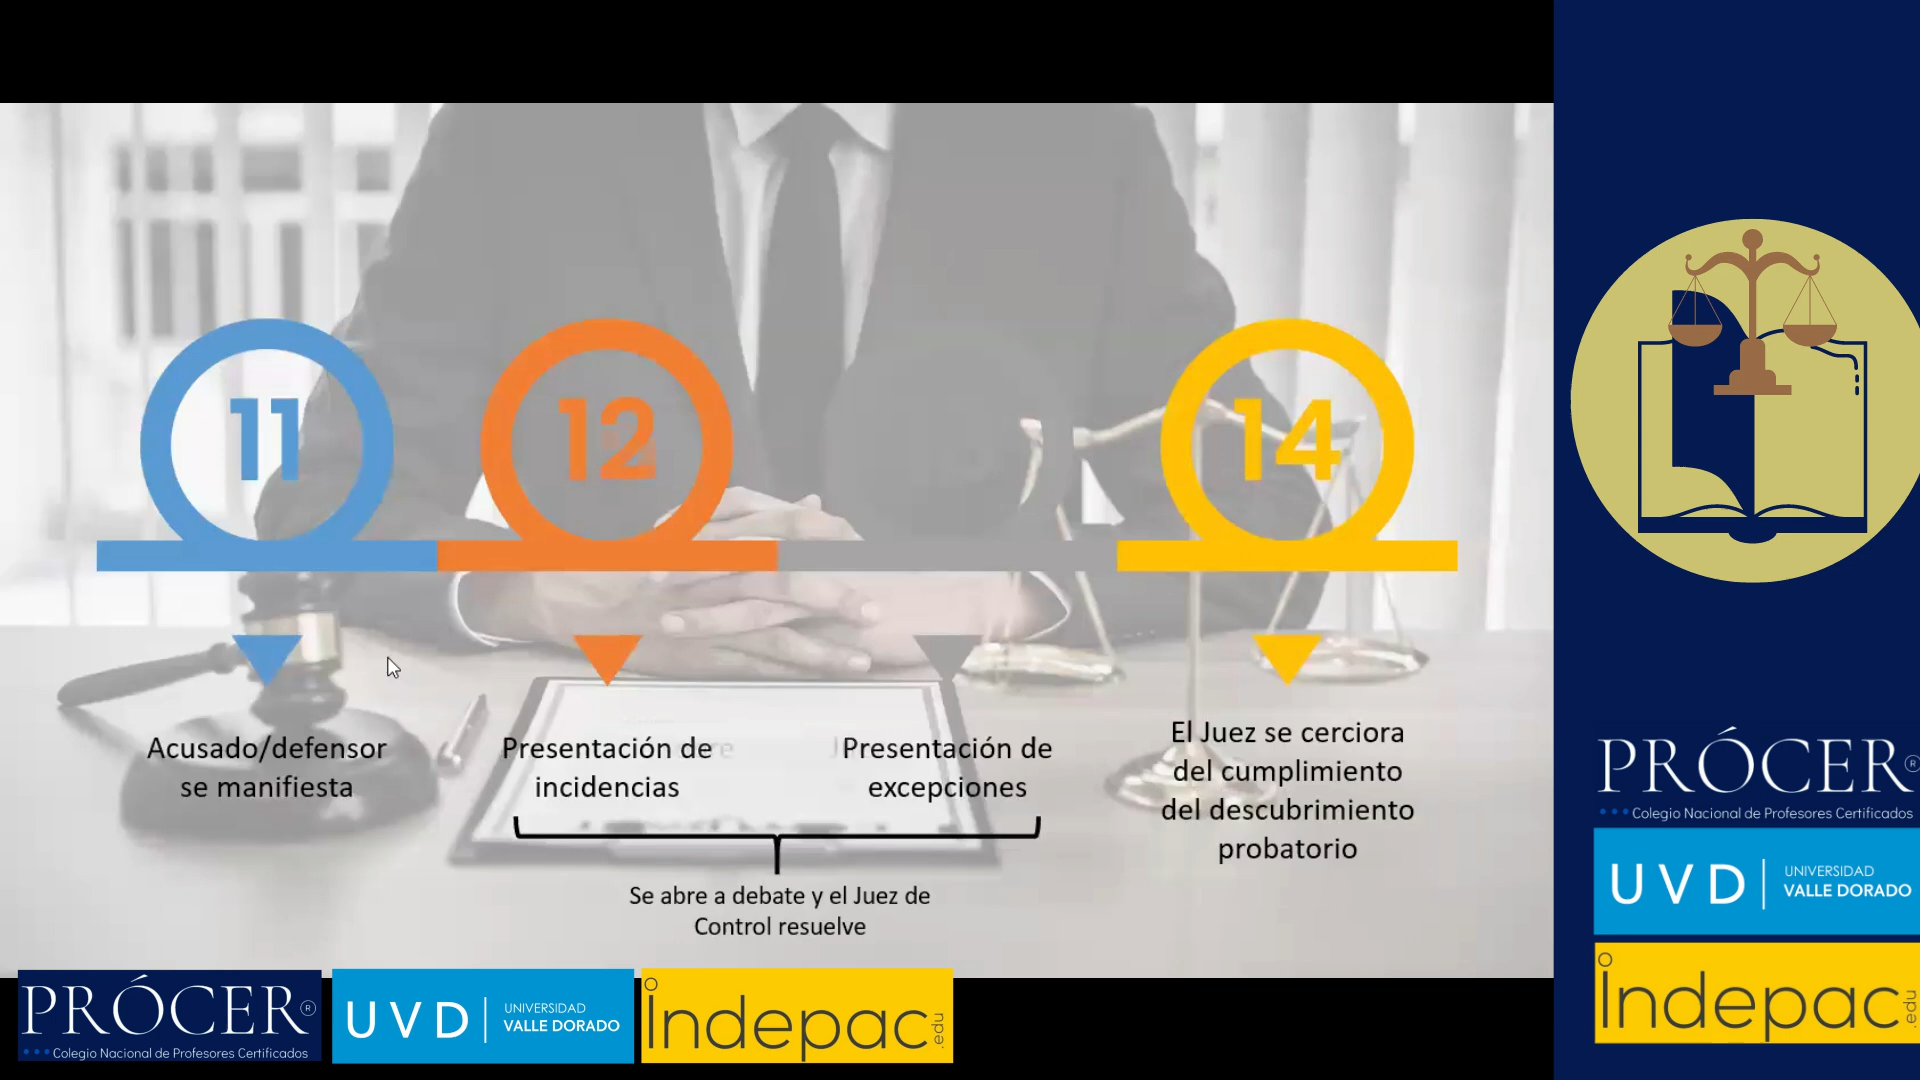 11
12
14
Acusado/defensor
se manifiesta
Presentación de
incidencias
Presentación de
excepciones
El Juez se cerciora
del cumplimiento
del descubrimiento
probatorio
Se abre a debate y el Juez de
Control resuelve
PRÓCER®
Colegio Nacional de Profesores Certificados
UVD
UNIVERSIDAD
VALLE DORADO
indepac
.edu
PRÓCER®
Colegio Nacional de Profesores Certificados
UVD
UNIVERSIDAD
VALLE DORADO
indepac
.edu